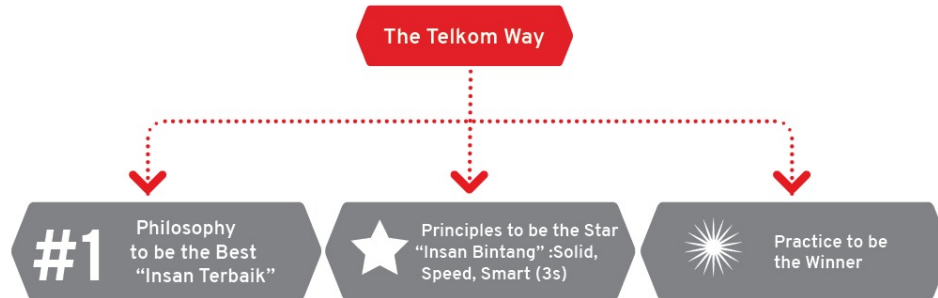 The Telkom Way
#1
Philosophy
to be the Best
“Insan Terbaik”
Principles to be the Star
“Insan Bintang” :Solid,
Speed, Smart (3s)
Practice to be
the Winner